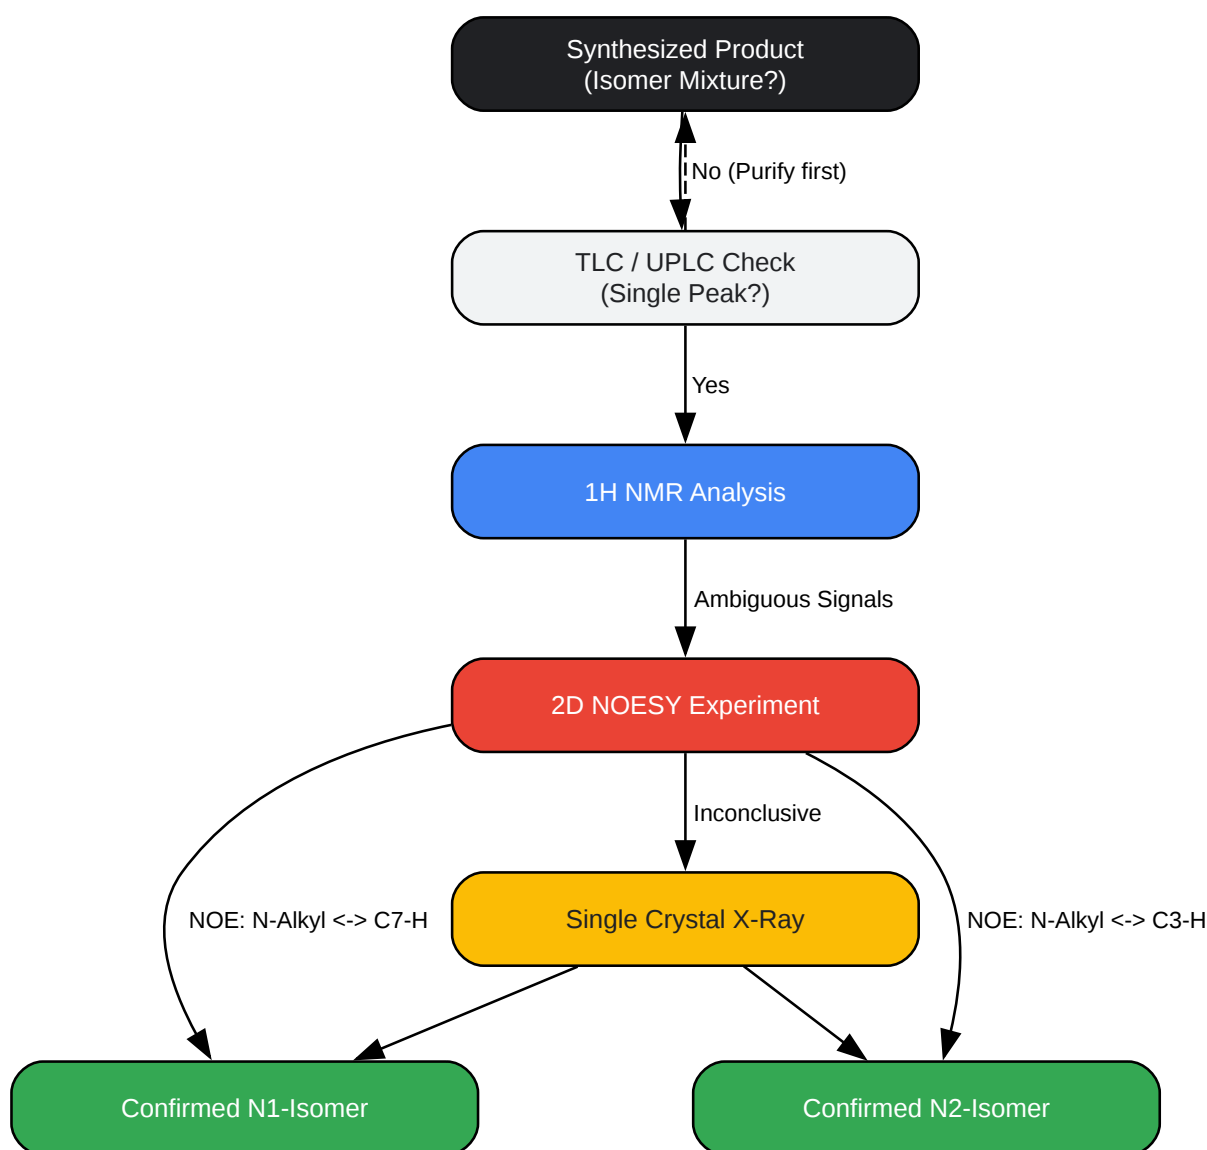 Synthesized Product
(Isomer Mixture?)
No (Purify first)
TLC / UPLC Check
(Single Peak?)
Yes
1H NMR Analysis
Ambiguous Signals
2D NOESY Experiment
Inconclusive
NOE: N-Alkyl <-> C7-H
Single Crystal X-Ray
NOE: N-Alkyl <-> C3-H
Confirmed N1-Isomer
Confirmed N2-Isomer